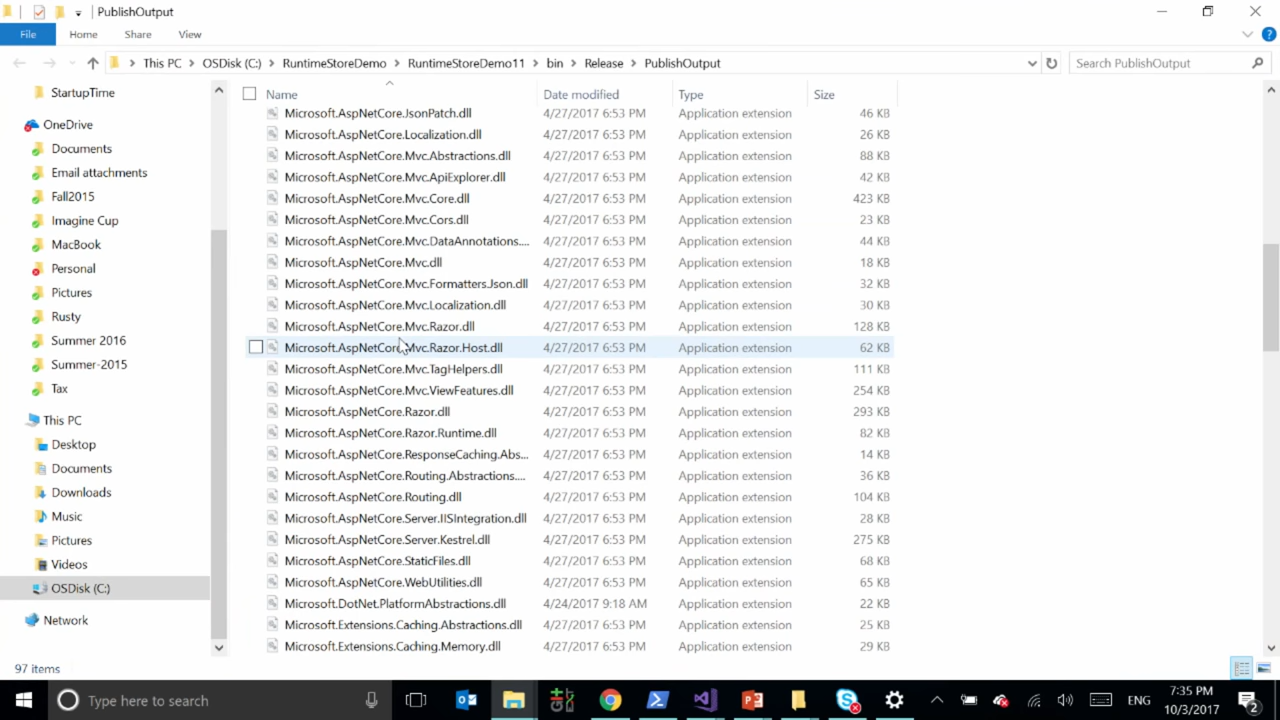 PublishOutput
File Home Share View
This PC OSDisk (C:) RuntimeStoreDemo RuntimeStoreDemo11 bin Release PublishOutput
Search PublishOutput
StartupTime
OneDrive
Documents
Email attachments
Fall2015
Imagine Cup
MacBook
Personal
Pictures
Rusty
Summer 2016
Summer-2015
Tax
This PC
Desktop
Documents
Downloads
Music
Pictures
Videos
OSDisk (C:)
Network
Name Date modified Type Size
Microsoft.AspNetCore.JsonPatch.dll 4/27/2017 6:53 PM Application extension 46 KB
Microsoft.AspNetCore.Localization.dll 4/27/2017 6:53 PM Application extension 26 KB
Microsoft.AspNetCore.Mvc.Abstractions.dll 4/27/2017 6:53 PM Application extension 88 KB
Microsoft.AspNetCore.Mvc.ApiExplorer.dll 4/27/2017 6:53 PM Application extension 42 KB
Microsoft.AspNetCore.Mvc.Core.dll 4/27/2017 6:53 PM Application extension 423 KB
Microsoft.AspNetCore.Mvc.Cors.dll 4/27/2017 6:53 PM Application extension 23 KB
Microsoft.AspNetCore.Mvc.DataAnnotations.... 4/27/2017 6:53 PM Application extension 44 KB
Microsoft.AspNetCore.Mvc.dll 4/27/2017 6:53 PM Application extension 18 KB
Microsoft.AspNetCore.Mvc.Formatters.Json.dll 4/27/2017 6:53 PM Application extension 32 KB
Microsoft.AspNetCore.Mvc.Localization.dll 4/27/2017 6:53 PM Application extension 30 KB
Microsoft.AspNetCore.Mvc.Razor.dll 4/27/2017 6:53 PM Application extension 128 KB
Microsoft.AspNetCore.Mvc.Razor.Host.dll 4/27/2017 6:53 PM Application extension 62 KB
Microsoft.AspNetCore.Mvc.TagHelpers.dll 4/27/2017 6:53 PM Application extension 111 KB
Microsoft.AspNetCore.Mvc.ViewFeatures.dll 4/27/2017 6:53 PM Application extension 254 KB
Microsoft.AspNetCore.Razor.dll 4/27/2017 6:53 PM Application extension 293 KB
Microsoft.AspNetCore.Razor.Runtime.dll 4/27/2017 6:53 PM Application extension 82 KB
Microsoft.AspNetCore.ResponseCaching.Abs... 4/27/2017 6:53 PM Application extension 14 KB
Microsoft.AspNetCore.Routing.Abstractions.... 4/27/2017 6:53 PM Application extension 36 KB
Microsoft.AspNetCore.Routing.dll 4/27/2017 6:53 PM Application extension 104 KB
Microsoft.AspNetCore.Server.IISIntegration.dll 4/27/2017 6:53 PM Application extension 28 KB
Microsoft.AspNetCore.Server.Kestrel.dll 4/27/2017 6:53 PM Application extension 275 KB
Microsoft.AspNetCore.StaticFiles.dll 4/27/2017 6:53 PM Application extension 68 KB
Microsoft.AspNetCore.WebUtilities.dll 4/27/2017 6:53 PM Application extension 65 KB
Microsoft.DotNet.PlatformAbstractions.dll 4/24/2017 9:18 AM Application extension 22 KB
Microsoft.Extensions.Caching.Abstractions.dll 4/27/2017 6:53 PM Application extension 25 KB
Microsoft.Extensions.Caching.Memory.dll 4/27/2017 6:53 PM Application extension 29 KB
97 items
Type here to search
ENG
7:35 PM
10/3/2017
2